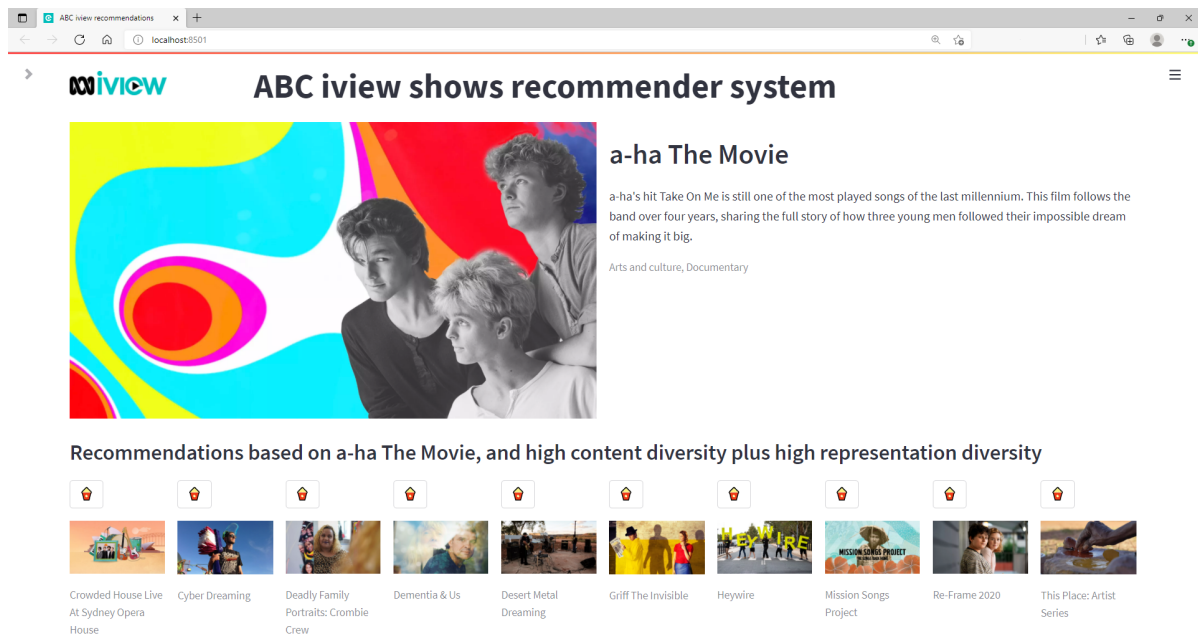 ABC iview recommendations
localhost:8501
iview
ABC iview shows recommender system
a-ha The Movie
a-ha's hit Take On Me is still one of the most played songs of the last millennium. This film follows the
band over four years, sharing the full story of how three young men followed their impossible dream
of making it big.
Arts and culture, Documentary
Recommendations based on a-ha The Movie, and high content diversity plus high representation diversity
HEYWIRE
MISSION SONGS PROJECT
Crowded House Live
At Sydney Opera
House
Cyber Dreaming
Deadly Family
Portraits: Crombie
Crew
Dementia & Us
Desert Metal
Dreaming
Griff The Invisible
Heywire
Mission Songs
Project
Re-Frame 2020
This Place: Artist
Series